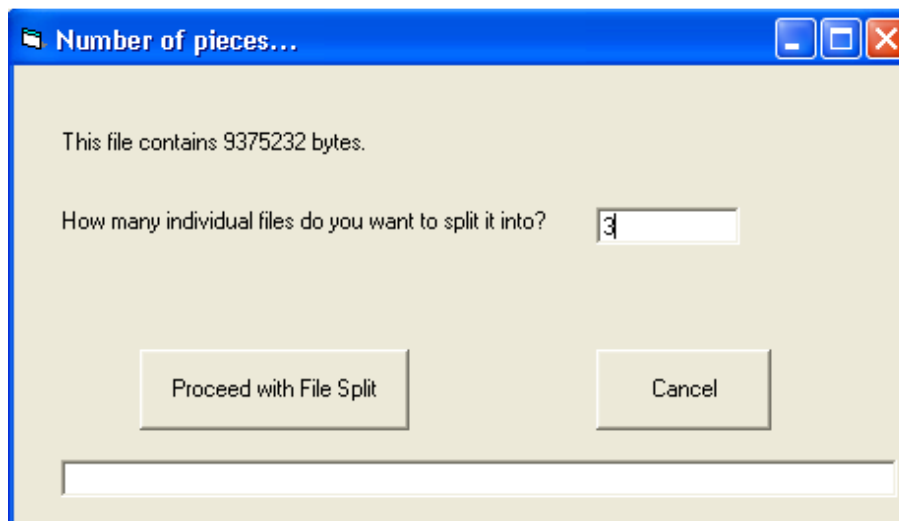 Number of pieces...
This file contains 9375232 bytes.
How many individual files do you want to split it into? 3
Proceed with File Split Cancel